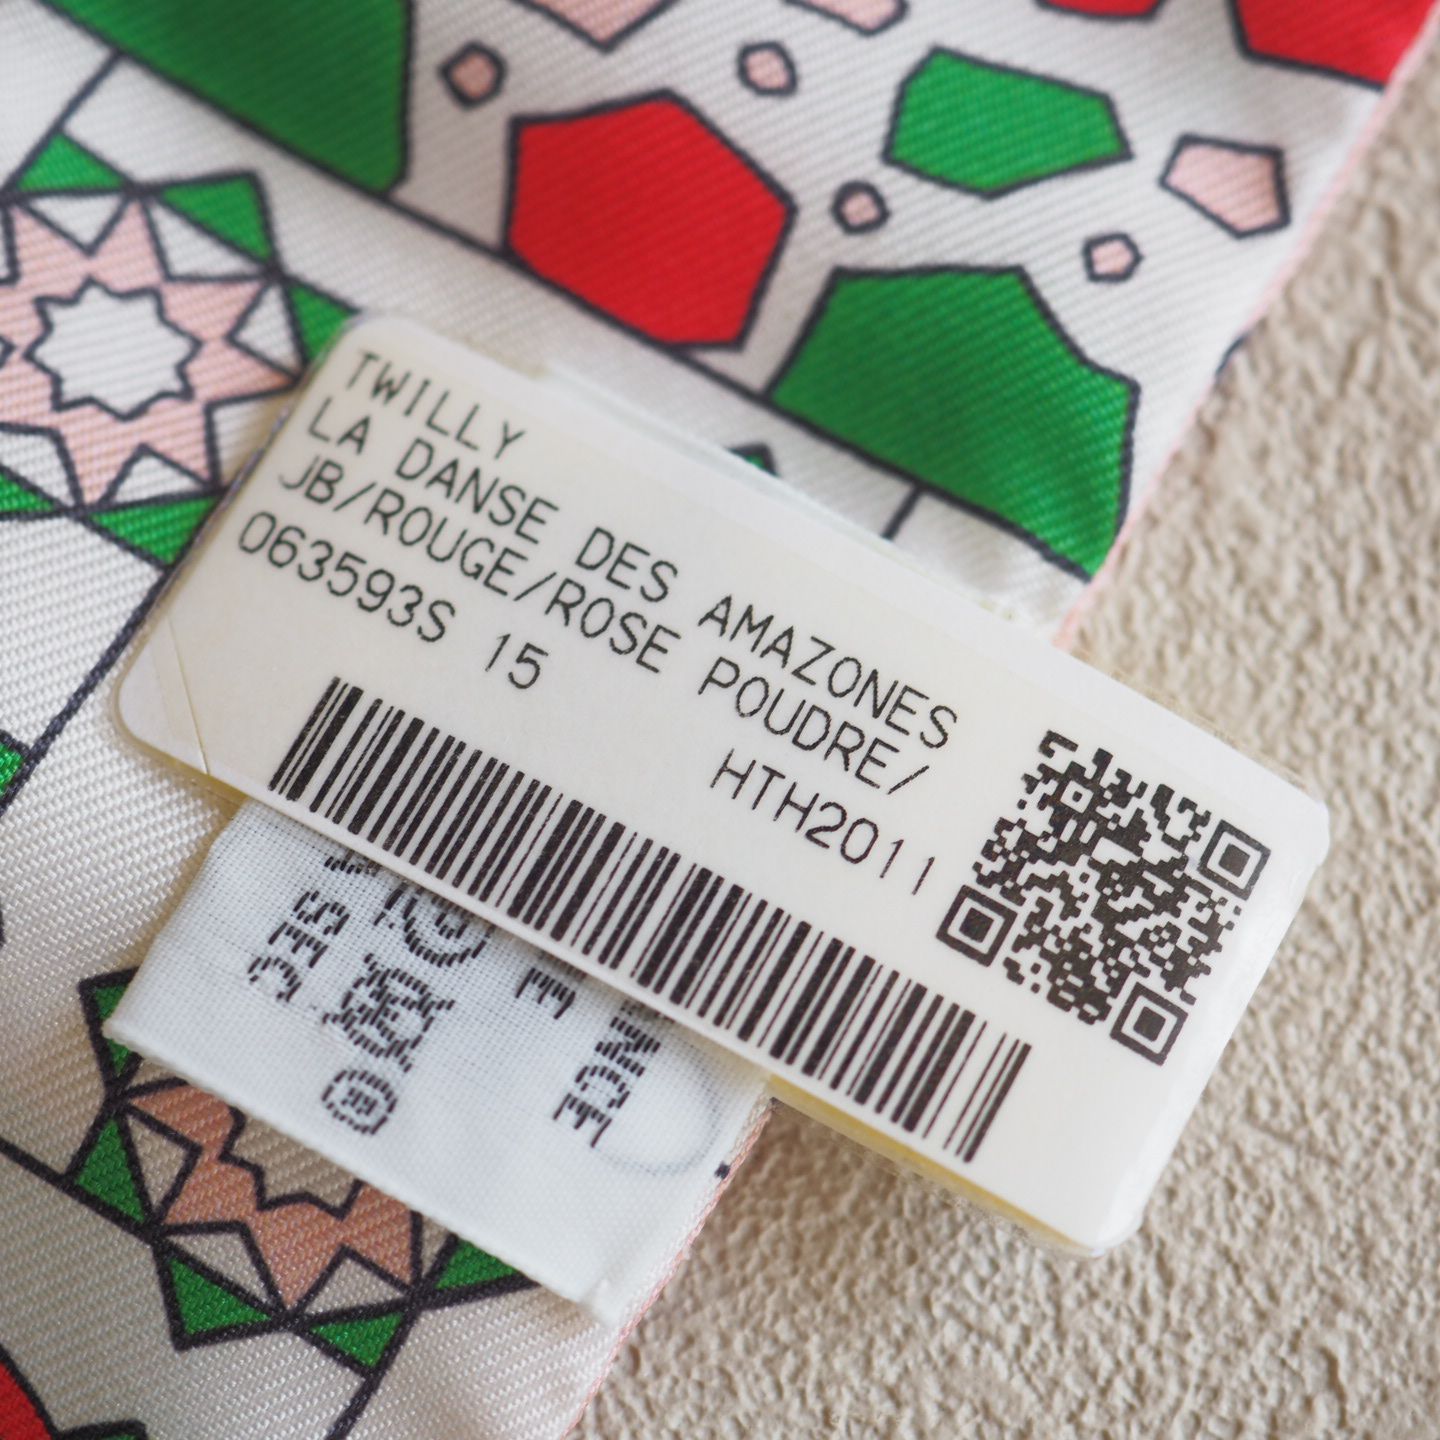 TWILLY
LA DANSE DES AMAZONES
JB/ROUGE/ROSE POUDRE/
063593S 15 HTH2011